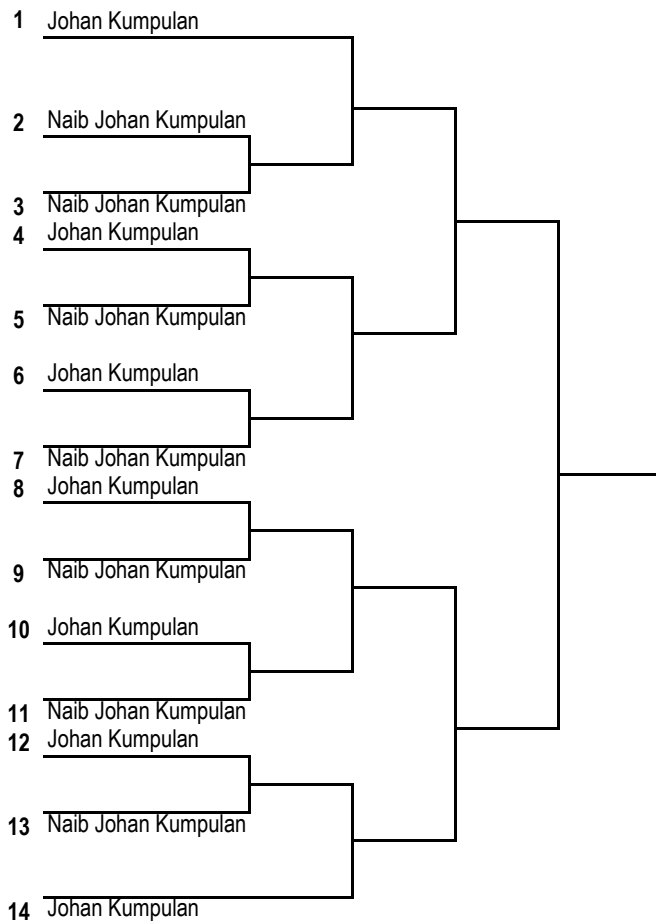 1 Johan Kumpulan
2 Naib Johan Kumpulan
3 Naib Johan Kumpulan
4 Johan Kumpulan
5 Naib Johan Kumpulan
6 Johan Kumpulan
7 Naib Johan Kumpulan
8 Johan Kumpulan
9 Naib Johan Kumpulan
10 Johan Kumpulan
11 Naib Johan Kumpulan
12 Johan Kumpulan
13 Naib Johan Kumpulan
14 Johan Kumpulan